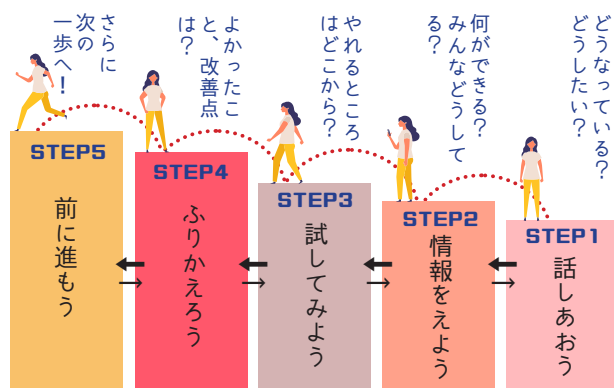 どうなっている?
どうしたい?
STEP1
話しあおう
何ができる?
みんなどうして
る?
STEP2
情報をえよう
やれるところ
はどこから?
STEP3
試してみよう
よかったこ
と、改善点
は?
STEP4
ふりかえろう
さらに
次の
一歩へ!
STEP5
前に進もう